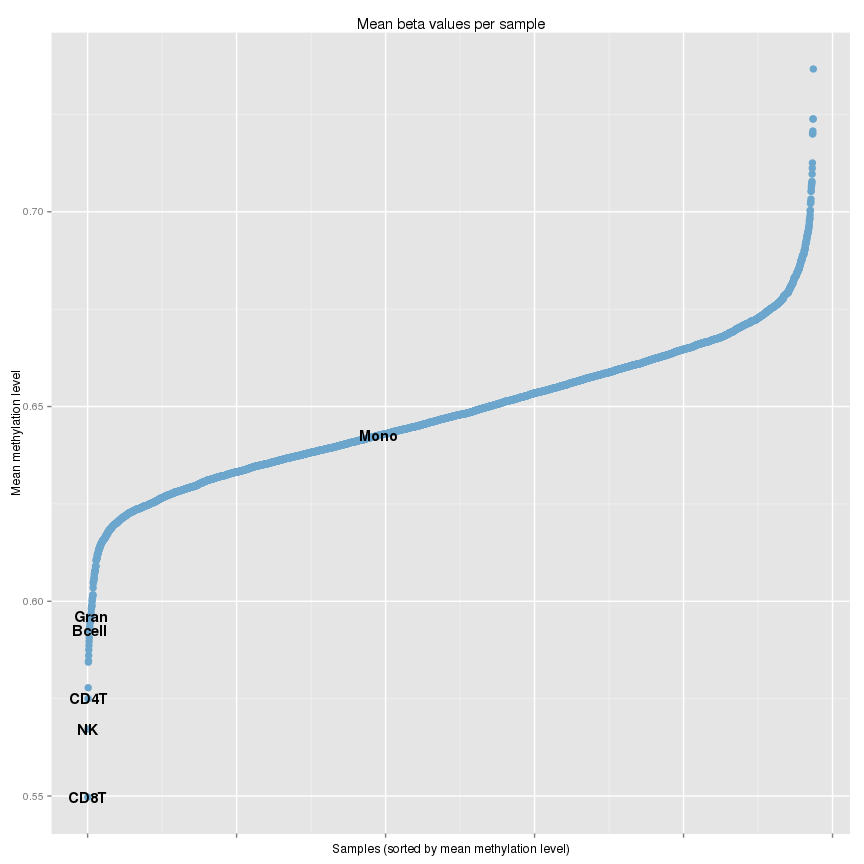 Mean beta values per sample
0.70
0.65
0.60
0.55
Mean methylation level
Mono
Gran
Bcell
CD4T
NK
CD8T
Samples (sorted by mean methylation level)